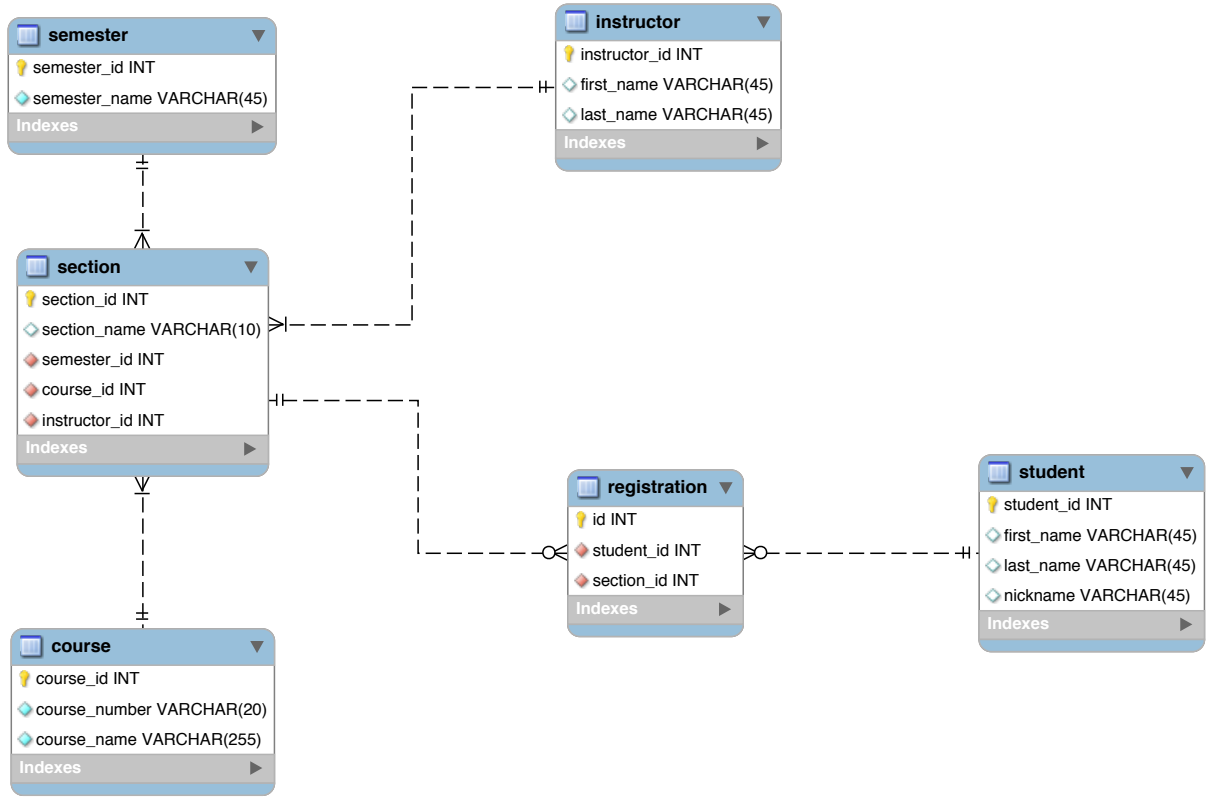 semester
semester_id INT
semester_name VARCHAR(45)
Indexes
instructor
instructor_id INT
first_name VARCHAR(45)
last_name VARCHAR(45)
Indexes
section
section_id INT
section_name VARCHAR(10)
semester_id INT
course_id INT
instructor_id INT
Indexes
registration
id INT
student_id INT
section_id INT
Indexes
student
student_id INT
first_name VARCHAR(45)
last_name VARCHAR(45)
nickname VARCHAR(45)
Indexes
course
course_id INT
course_number VARCHAR(20)
course_name VARCHAR(255)
Indexes